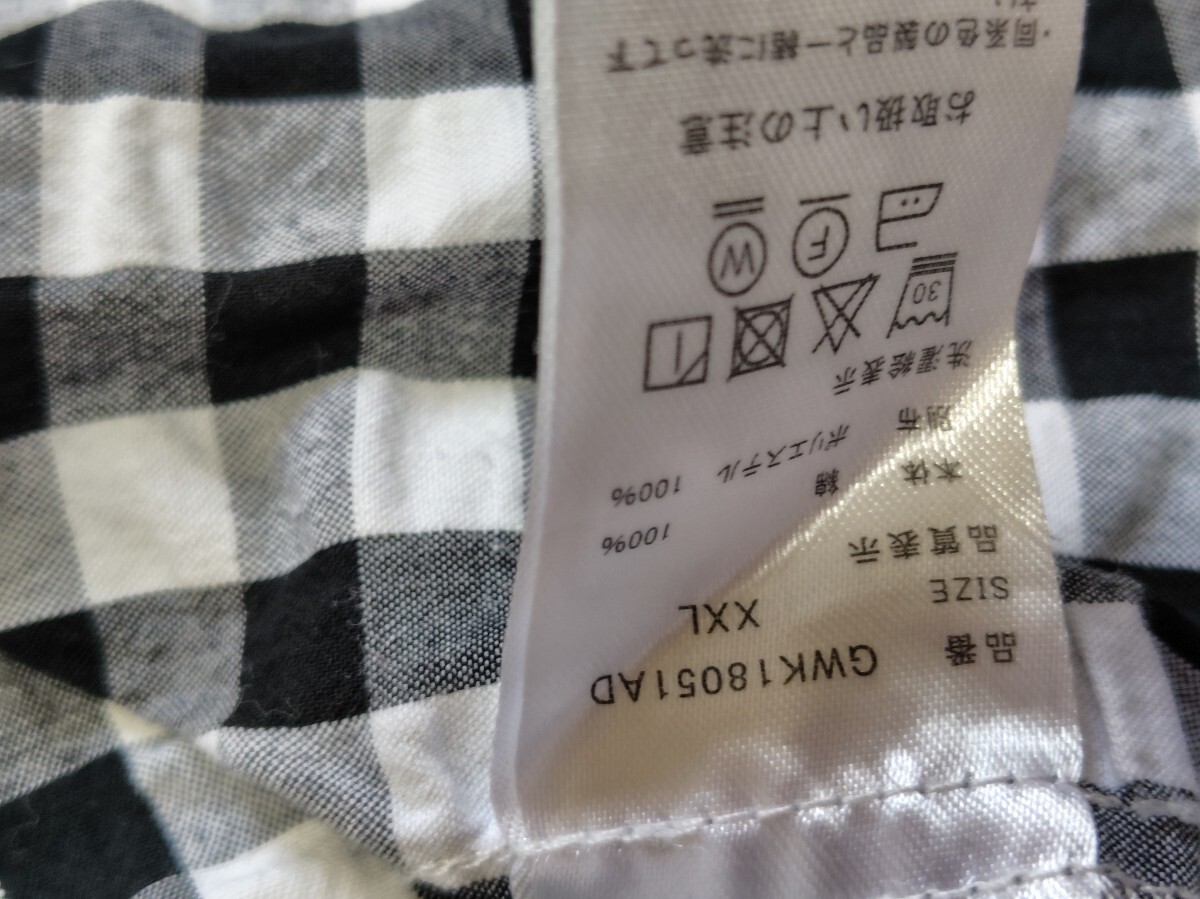 品番 GWK18051AD
SIZE XXL
品質表示
本体 綿 100%
別布 ポリエステル 100%
洗濯絵表示
30
F W
お取扱い上の注意
・同系色の製品と一緒に洗って下
さい